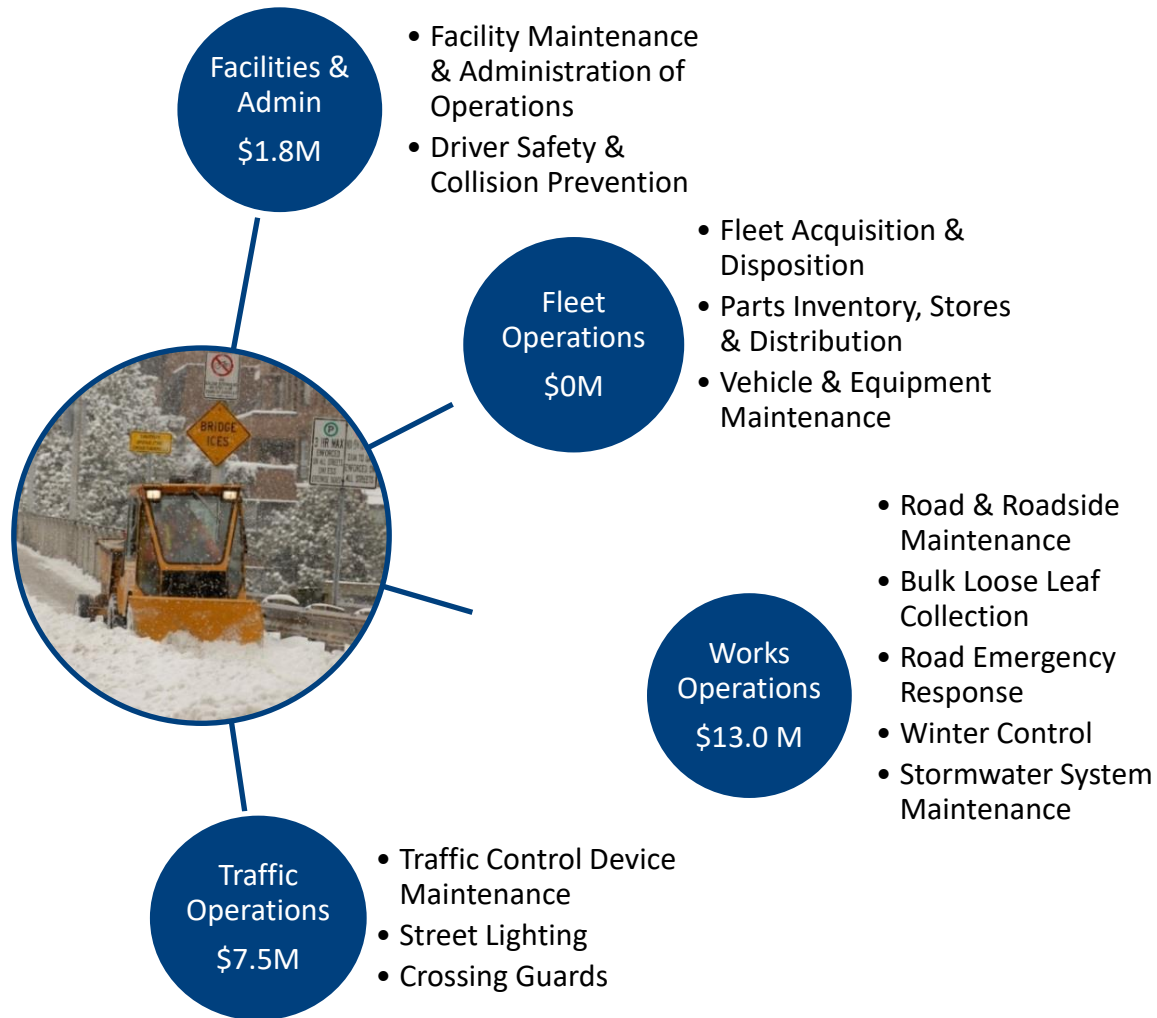 Facilities &
Admin
$1.8M
• Facility Maintenance
& Administration of
Operations
• Driver Safety &
Collision Prevention
Fleet
Operations
$0M
• Fleet Acquisition &
Disposition
• Parts Inventory, Stores
& Distribution
• Vehicle & Equipment
Maintenance
BRIDGE
ICES
Works
Operations
$13.0 M
• Road & Roadside
Maintenance
• Bulk Loose Leaf
Collection
• Road Emergency
Response
• Winter Control
• Stormwater System
Maintenance
Traffic
Operations
$7.5M
• Traffic Control Device
Maintenance
• Street Lighting
• Crossing Guards